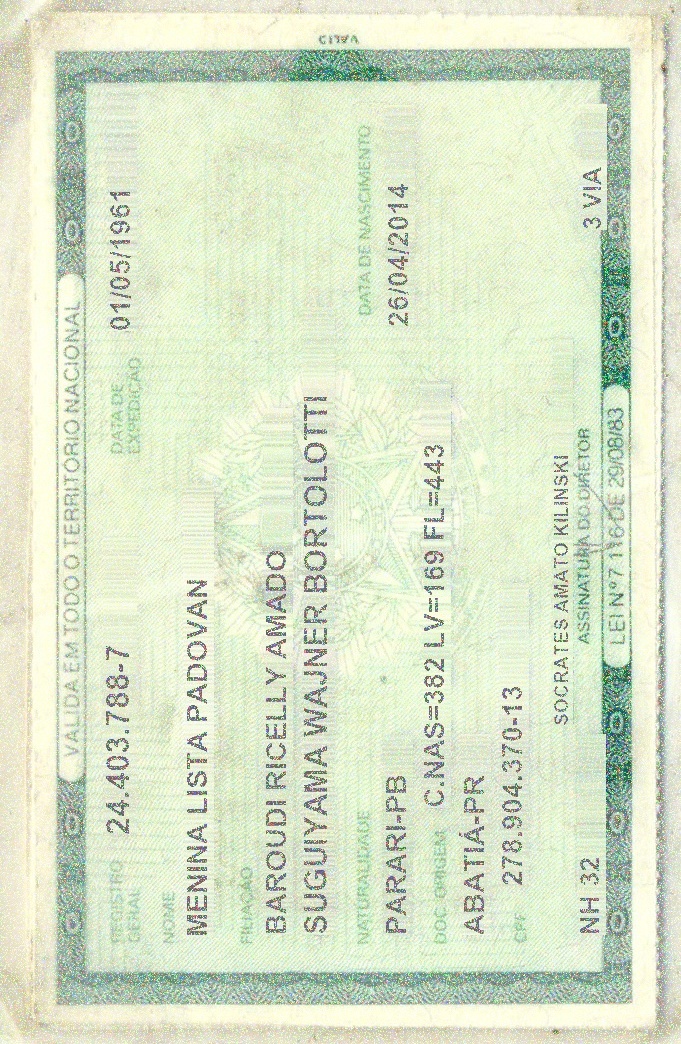 VALIDA EM TODO O TERRITÓRIO NACIONAL
REGISTRO GERAL 24.403.788-7 DATA DE EXPEDIÇÃO 01/05/1961
NOME
MENINA LISTA PADOVAN
FILIAÇÃO
BAROUDI RICELLY AMADO
SUGUIYAMA WAJNER BORTOLOTTI
NATURALIDADE DATA DE NASCIMENTO
PARARI-PB 26/04/2014
DOC. ORIGEM C.NAS=382 LV=169 FL=443
ABATIÁ-PR
CPF 278.904.370-13
SOCRATES AMATO KILINSKI
NH 32 ASSINATURA DO DIRETOR 3 VIA
LEI Nº 7.116 DE 29/08/83